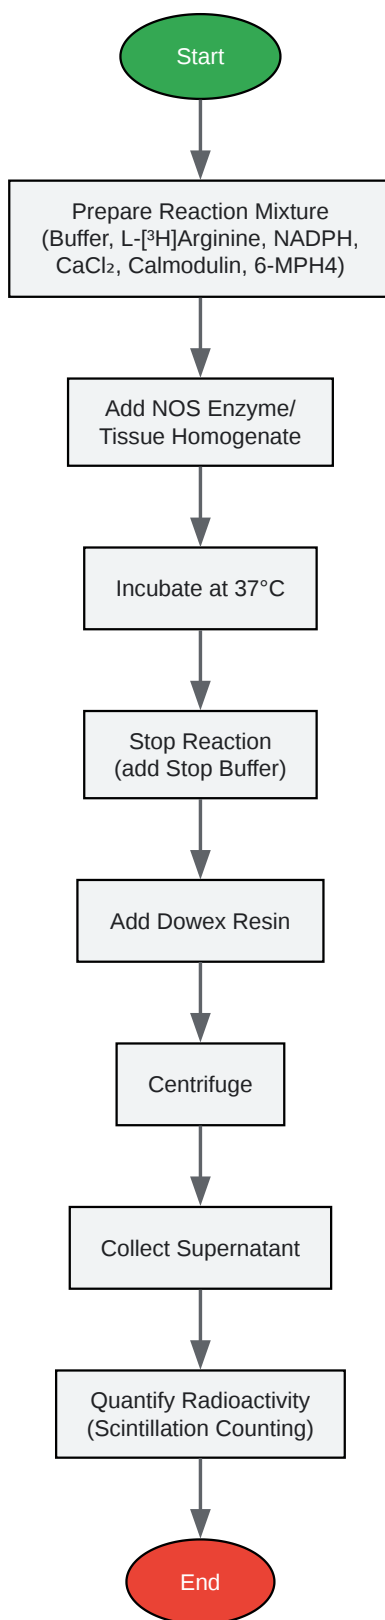 Start
Prepare Reaction Mixture
(Buffer, L-[³H]Arginine, NADPH,
CaCl₂, Calmodulin, 6-MPH4)
Add NOS Enzyme/
Tissue Homogenate
Incubate at 37°C
Stop Reaction
(add Stop Buffer)
Add Dowex Resin
Centrifuge
Collect Supernatant
Quantify Radioactivity
(Scintillation Counting)
End